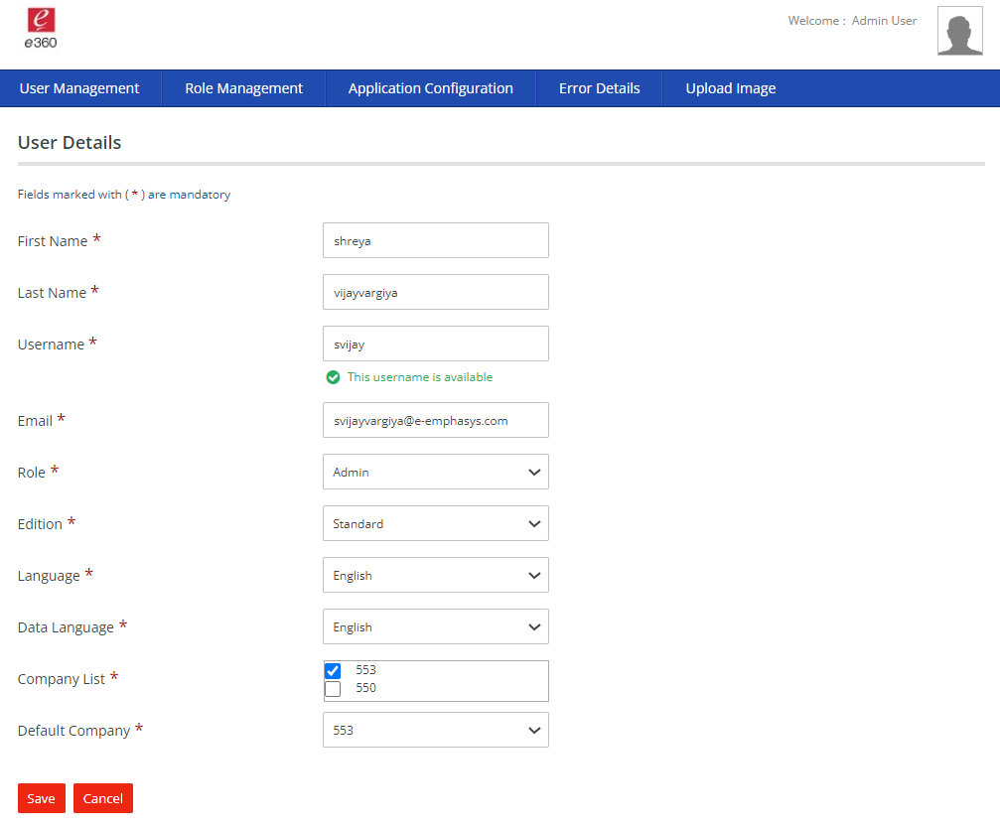 e
e360
Welcome : Admin User
User Management Role Management Application Configuration Error Details Upload Image
User Details
Fields marked with ( * ) are mandatory
First Name * shreya
Last Name * vijayvargiya
Username * svijay
This username is available
Email * svijayvargiya@e-emphasys.com
Role * Admin
Edition * Standard
Language * English
Data Language * English
Company List * 553
550
Default Company * 553
Save Cancel